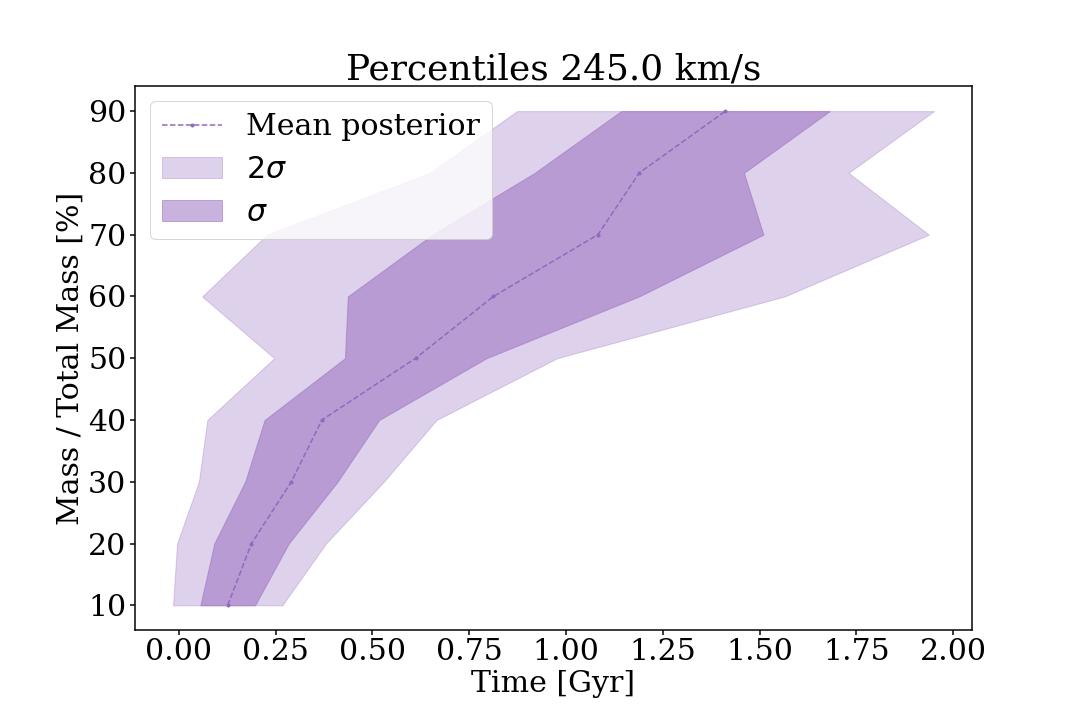 Percentiles 245.0 km/s
Mean posterior
2σ
σ
90
80
70
60
50
40
30
20
10
Mass / Total Mass [%]
0.00 0.25 0.50 0.75 1.00 1.25 1.50 1.75 2.00
Time [Gyr]